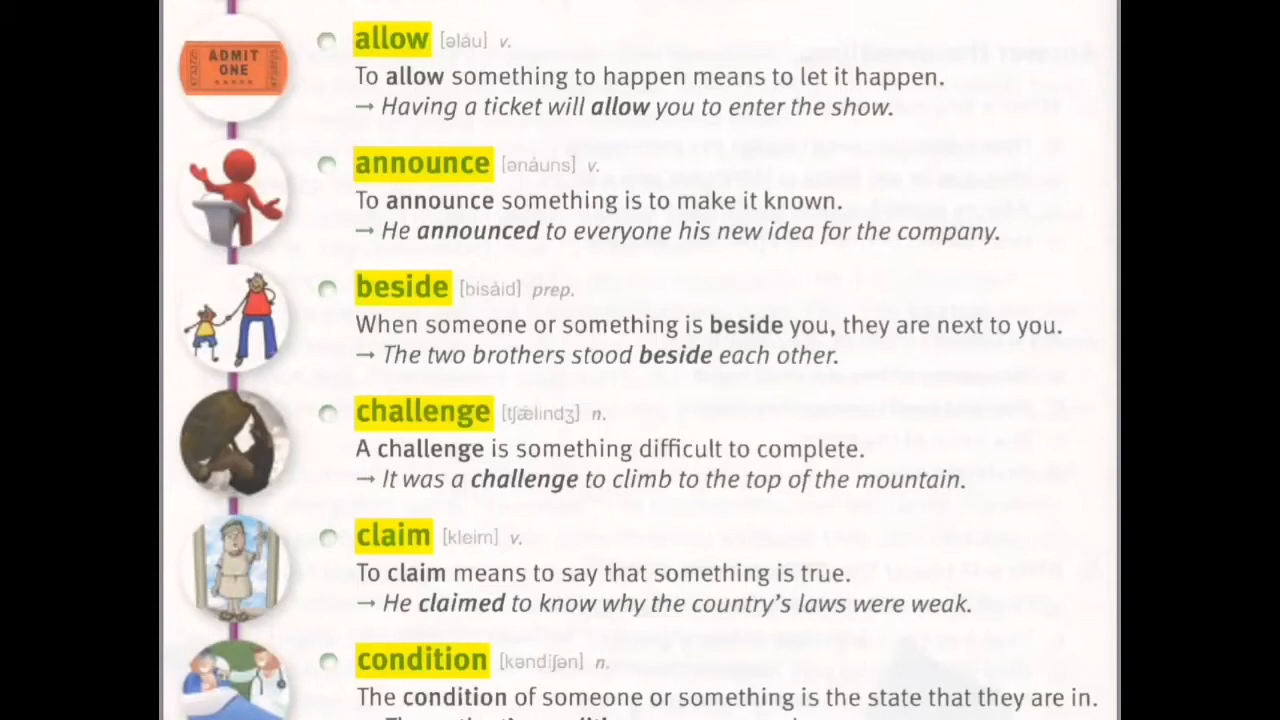 ADMIT
ONE
allow [əláu] v.
To allow something to happen means to let it happen.
→ Having a ticket will allow you to enter the show.
announce [ənáuns] v.
To announce something is to make it known.
→ He announced to everyone his new idea for the company.
beside [bisáid] prep.
When someone or something is beside you, they are next to you.
→ The two brothers stood beside each other.
challenge [tʃǽlindʒ] n.
A challenge is something difficult to complete.
→ It was a challenge to climb to the top of the mountain.
claim [kleim] v.
To claim means to say that something is true.
→ He claimed to know why the country's laws were weak.
condition [kəndíʃən] n.
The condition of someone or something is the state that they are in.